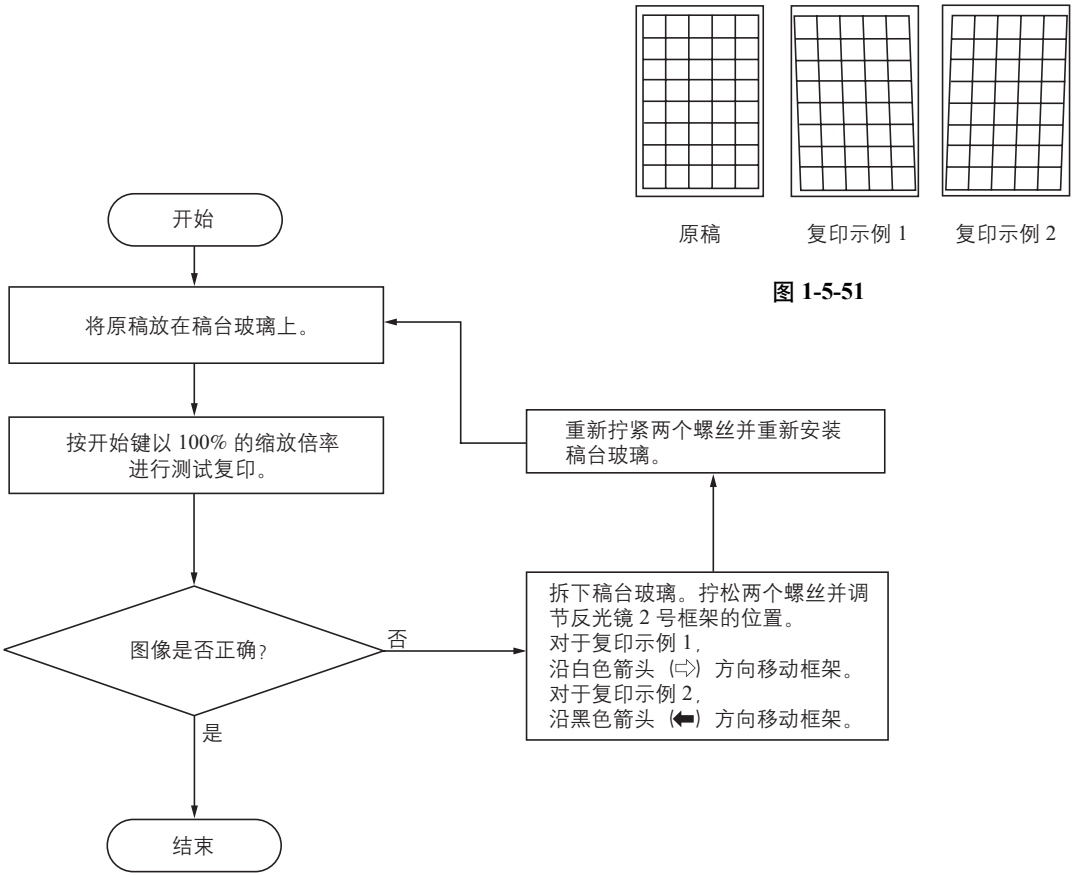 原稿
复印示例 1
复印示例 2
图 1-5-51
开始
将原稿放在稿台玻璃上。
按开始键以 100% 的缩放倍率
进行测试复印。
图像是否正确?
否
是
结束
重新拧紧两个螺丝并重新安装
稿台玻璃。
拆下稿台玻璃。拧松两个螺丝并调
节反光镜 2 号框架的位置。
对于复印示例 1,
沿白色箭头 (⇨) 方向移动框架。
对于复印示例 2,
沿黑色箭头 (⬅) 方向移动框架。